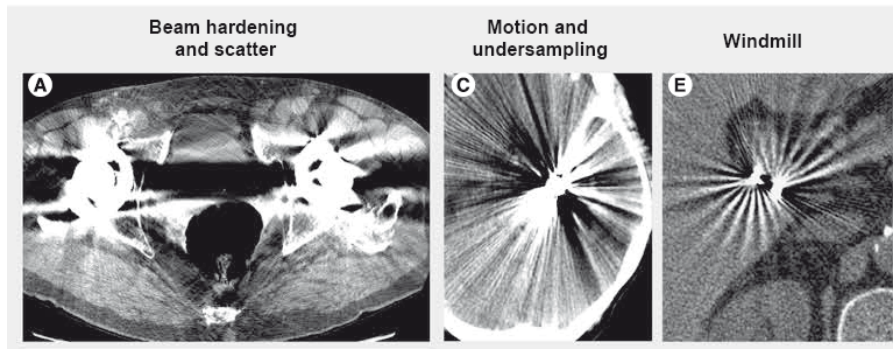 Beam hardening
and scatter
Motion and
undersampling
Windmill
A
C
E